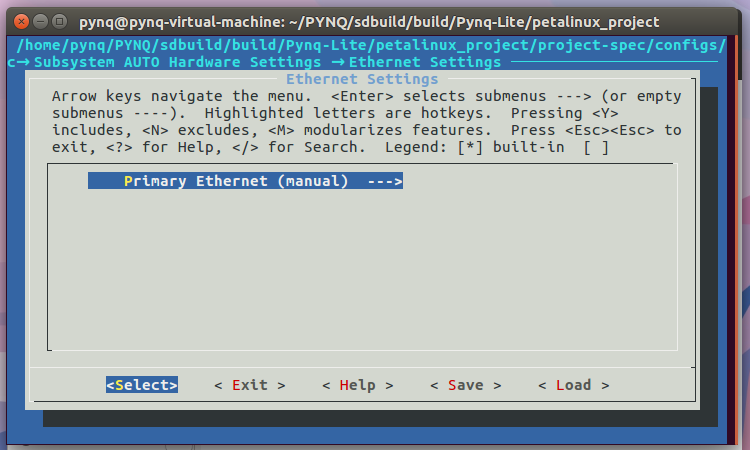 pynq@pynq-virtual-machine: ~/PYNQ/sdbuild/build/Pynq-Lite/petalinux_project
/home/pynq/PYNQ/sdbuild/build/Pynq-Lite/petalinux_project/project-spec/configs/
c→Subsystem AUTO Hardware Settings →Ethernet Settings
Ethernet Settings
Arrow keys navigate the menu.  <Enter> selects submenus ---> (or empty
submenus ----).  Highlighted letters are hotkeys.  Pressing <Y>
includes, <N> excludes, <M> modularizes features.  Press <Esc><Esc> to
exit, <?> for Help, </> for Search.  Legend: [*] built-in  [ ]
Primary Ethernet (manual)  --->
<Select>    < Exit >    < Help >    < Save >    < Load >